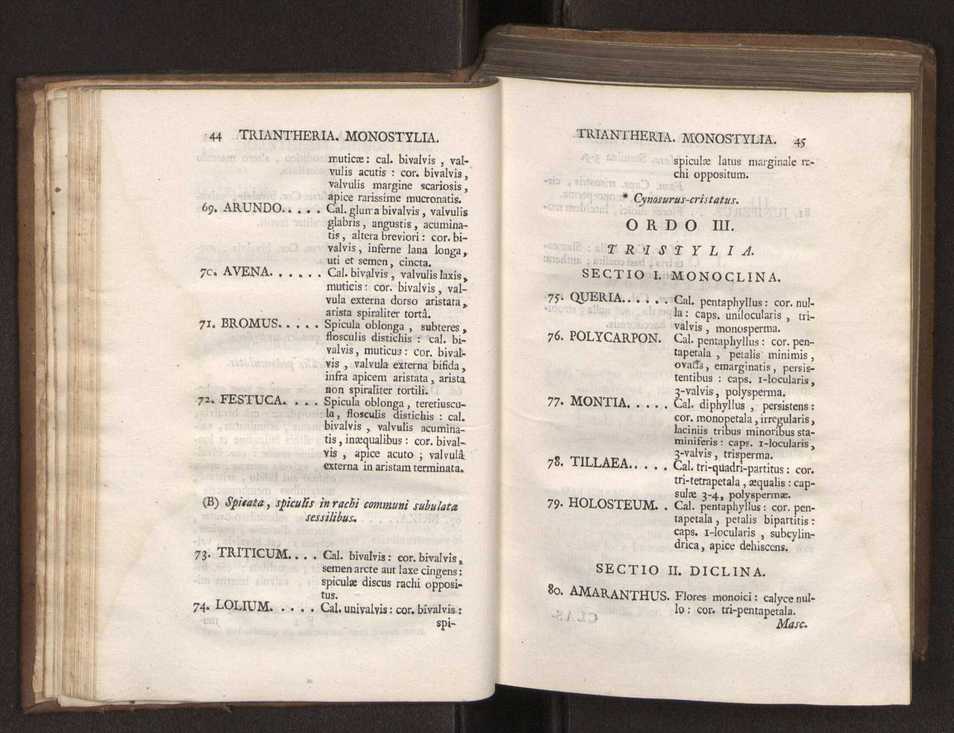 44 TRIANTHERIA. MONOSTYLIA.
muticæ: cal. bivalvis , val-
vulis acutis : cor. bivalvis,
valvulis margine scariosis,
apice rarissime mucronatis.
69. ARUNDO. . . . . Cal. gluma bivalvis , valvulis
glabris , angustis , acumina-
tis , altera breviori : cor. bi-
valvis , inferne lana longa,
uti et semen, cincta.
70. AVENA. . . . . . Cal. bivalvis , valvulis laxis,
muticis : cor. bivalvis , val-
vula externa dorso aristata,
arista spiraliter tortâ.
71. BROMUS. . . . . Spicula oblonga , subteres ,
flosculis distichis : cal. bi-
valvis, muticus: cor. bival-
vis , valvula externa bifida ,
infra apicem aristata, arista
non spiraliter tortili.
72. FESTUCA. . . . Spicula oblonga , teretiuscu-
la, flosculis distichis : cal.
bivalvis , valvulis acumina-
tis , inæqualibus : cor. bival-
vis , apice acuto ; valvulâ
externa in aristam terminata.
(B) Spicata, spiculis in rachi communi subulata
sessilibus.
73. TRITICUM. . . . Cal. bivalvis: cor. bivalvis,
semen arcte aut laxe cingens:
spiculæ discus rachi opposi-
tus.
74. LOLIUM. . . . . Cal. univalvis: cor. bivalvis:
spi-
TRIANTHERIA. MONOSTYLIA. 45
spiculæ latus marginale ra-
chi oppositum.
* Cynosurus-cristatus.
ORDO III.
TRISTYLIA.
SECTIO I. MONOCLINA.
75. QUERIA. . . . . . Cal. pentaphyllus: cor. nul-
la: caps. unilocularis , tri-
valvis , monosperma.
76. POLYCARPON. Cal. pentaphyllus: cor. pen-
tapetala , petalis minimis ,
ovatis, emarginatis , persis-
tentibus : caps. 1-locularis,
3-valvis , polysperma.
77. MONTIA. . . . . . Cal. diphyllus , persistens:
cor. monopetala, irregularis,
laciniis tribus minoribus sta-
miniferis : caps. 1-locularis,
3-valvis , trisperma.
78. TILLAEA. . . . . Cal. tri-quadri-partitus : cor.
tri-tetrapetala , æqualis : cap-
sulæ 3-4, polyspermæ.
79. HOLOSTEUM. . Cal. pentaphyllus: cor. pen-
tapetala , petalis bipartitis :
caps. 1-locularis , subcylin-
drica, apice dehiscens.
SECTIO II. DICLINA.
80. AMARANTHUS. Flores monoici: calyce nul-
lo: cor. tri-pentapetala.
Masc.